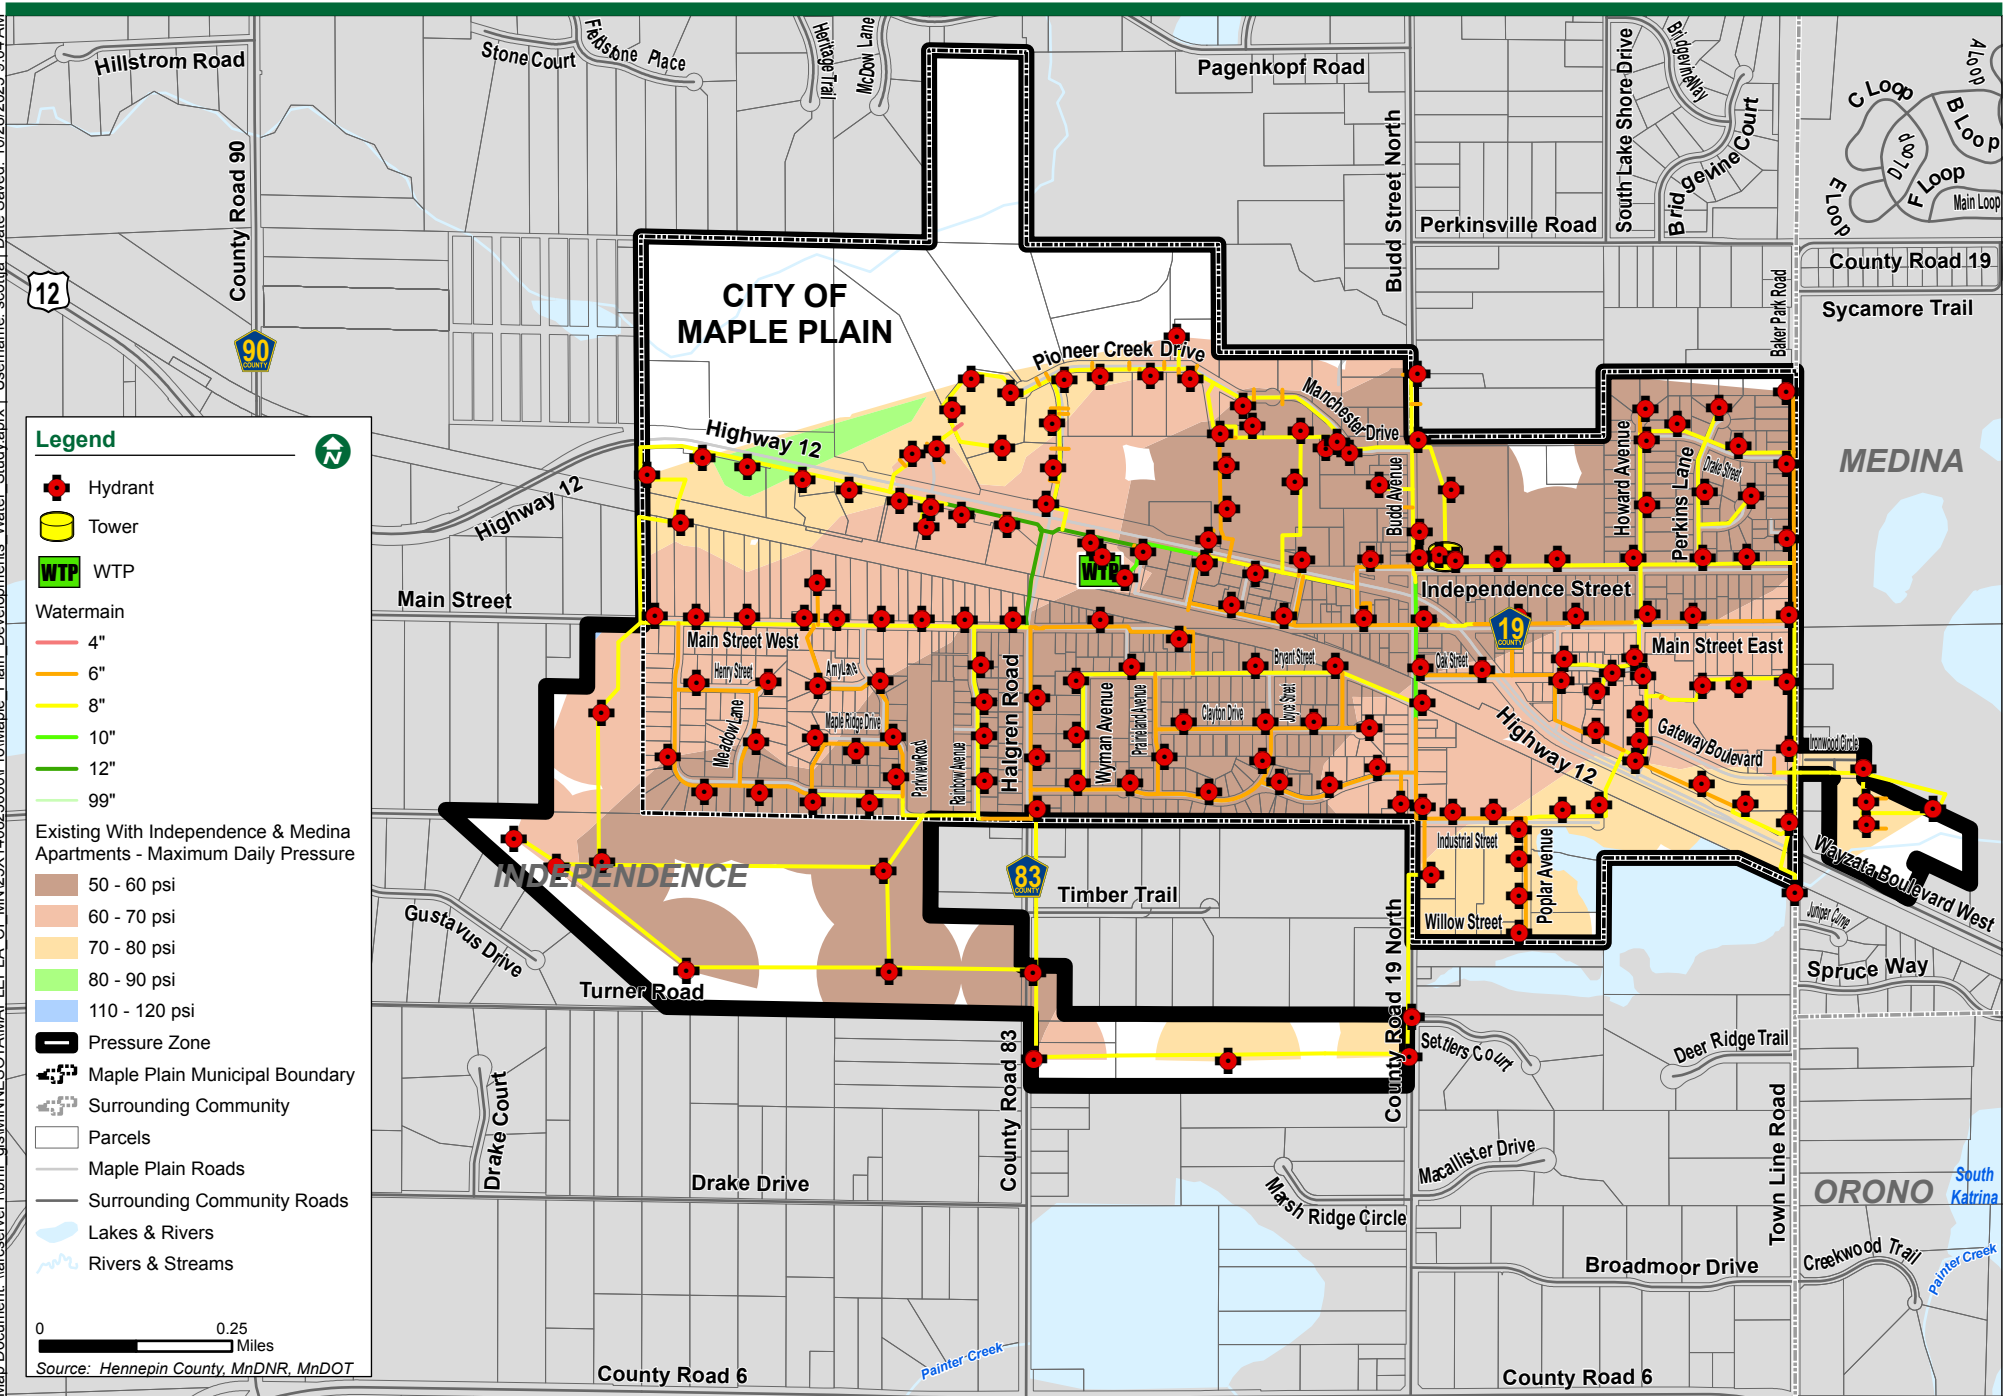 Hillstrom Road
Stone Court
Fieldstone Place
Heritage Trail
McDow Lane
Pagenkopf Road
South Lake Shore Drive
Bridgevine Way
Bridgevine Court
A Loop
C Loop
B Loop
D Loop
E Loop
F Loop
Main Loop
County Road 90
Budd Street North
Perkinsville Road
County Road 19
Sycamore Trail
Baker Park Road
12
90
COUNTY
CITY OF
MAPLE PLAIN
Pioneer Creek Drive
Manchester Drive
Highway 12
Highway 12
Budd Avenue
Howard Avenue
Perkins Lane
Drake Street
MEDINA
Legend
N
Hydrant
Tower
WTP
WTP
Watermain
4"
6"
8"
10"
12"
99"
Existing With Independence & Medina
Apartments - Maximum Daily Pressure
50 - 60 psi
60 - 70 psi
70 - 80 psi
80 - 90 psi
110 - 120 psi
Pressure Zone
Maple Plain Municipal Boundary
Surrounding Community
Parcels
Maple Plain Roads
Surrounding Community Roads
Lakes & Rivers
Rivers & Streams
0
0.25
Miles
Source: Hennepin County, MnDNR, MnDOT
WTP
Main Street
Independence Street
19
COUNTY
Main Street West
Main Street East
Henry Street
Amy Lane
Bryant Street
Oak Street
Meadow Lane
Maple Ridge Drive
Parkview Road
Rainbow Avenue
Halgren Road
Wyman Avenue
Prairieland Avenue
Clayton Drive
Joyce Street
Highway 12
Gateway Boulevard
Ironwood Circle
INDEPENDENCE
83
COUNTY
Timber Trail
Industrial Street
Poplar Avenue
Willow Street
Wayzata Boulevard West
Juniper Curve
Spruce Way
Gustavus Drive
Turner Road
County Road 19 North
Settlers Court
Deer Ridge Trail
County Road 83
Drake Court
Drake Drive
Marsh Ridge Circle
Macallister Drive
Town Line Road
ORONO
South
Katrina
Broadmoor Drive
Creekwood Trail
Painter Creek
Painter Creek
County Road 6
County Road 6